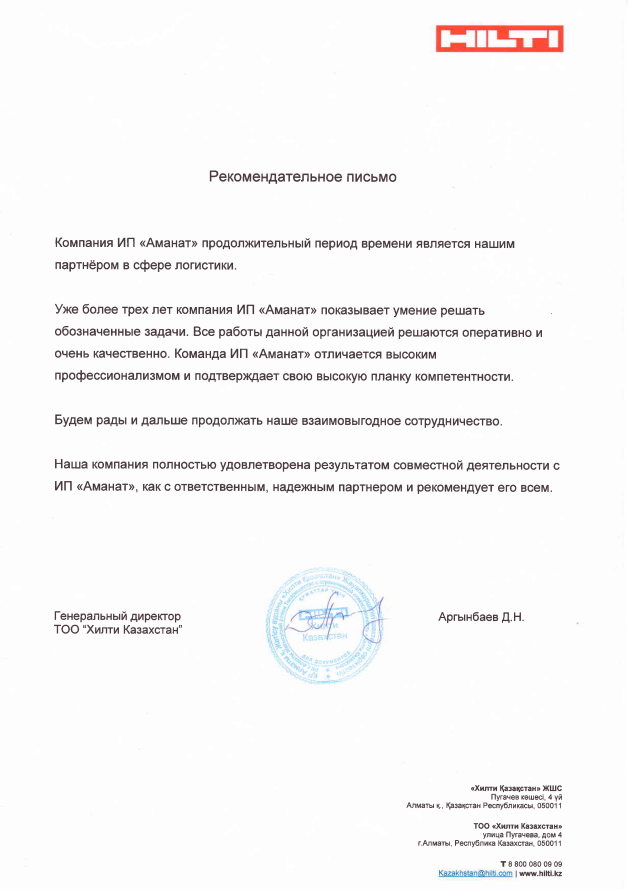 HILTI
Рекомендательное письмо
Компания ИП «Аманат» продолжительный период времени является нашим
партнёром в сфере логистики.
Уже более трех лет компания ИП «Аманат» показывает умение решать
обозначенные задачи. Все работы данной организацией решаются оперативно и
очень качественно. Команда ИП «Аманат» отличается высоким
профессионализмом и подтверждает свою высокую планку компетентности.
Будем рады и дальше продолжать наше взаимовыгодное сотрудничество.
Наша компания полностью удовлетворена результатом совместной деятельности с
ИП «Аманат», как с ответственным, надежным партнером и рекомендует его всем.
Генеральный директор
ТОО “Хилти Казахстан”
Казахстан
Аргынбаев Д.Н.
«Хилти Қазақстан» ЖШС
Пугачев көшесі, 4 үй
Алматы қ., Қазақстан Республикасы, 050011
ТОО «Хилти Казахстан»
улица Пугачева, дом 4
г.Алматы, Республика Казахстан, 050011
T 8 800 080 09 09
Kazakhstan@hilti.com | www.hilti.kz